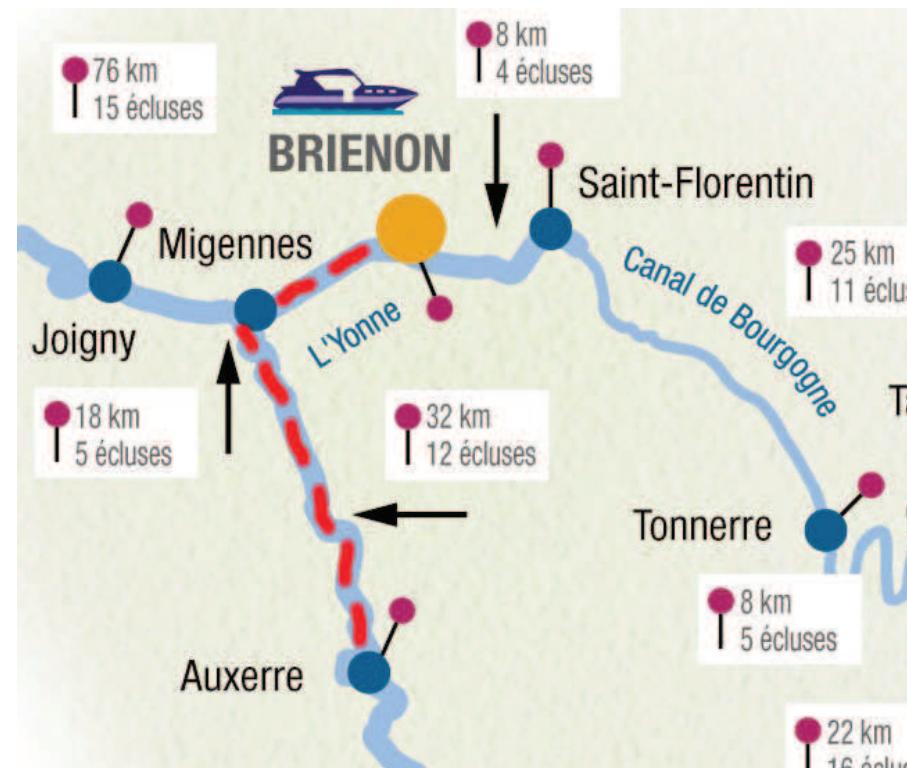 76 km
15 écluses
8 km
4 écluses
BRIENON
Saint-Florentin
Migennes
25 km
Canal de Bourgogne
L'Yonne
Joigny
18 km
5 écluses
32 km
12 écluses
Tonnerre
8 km
5 écluses
Auxerre
22 km